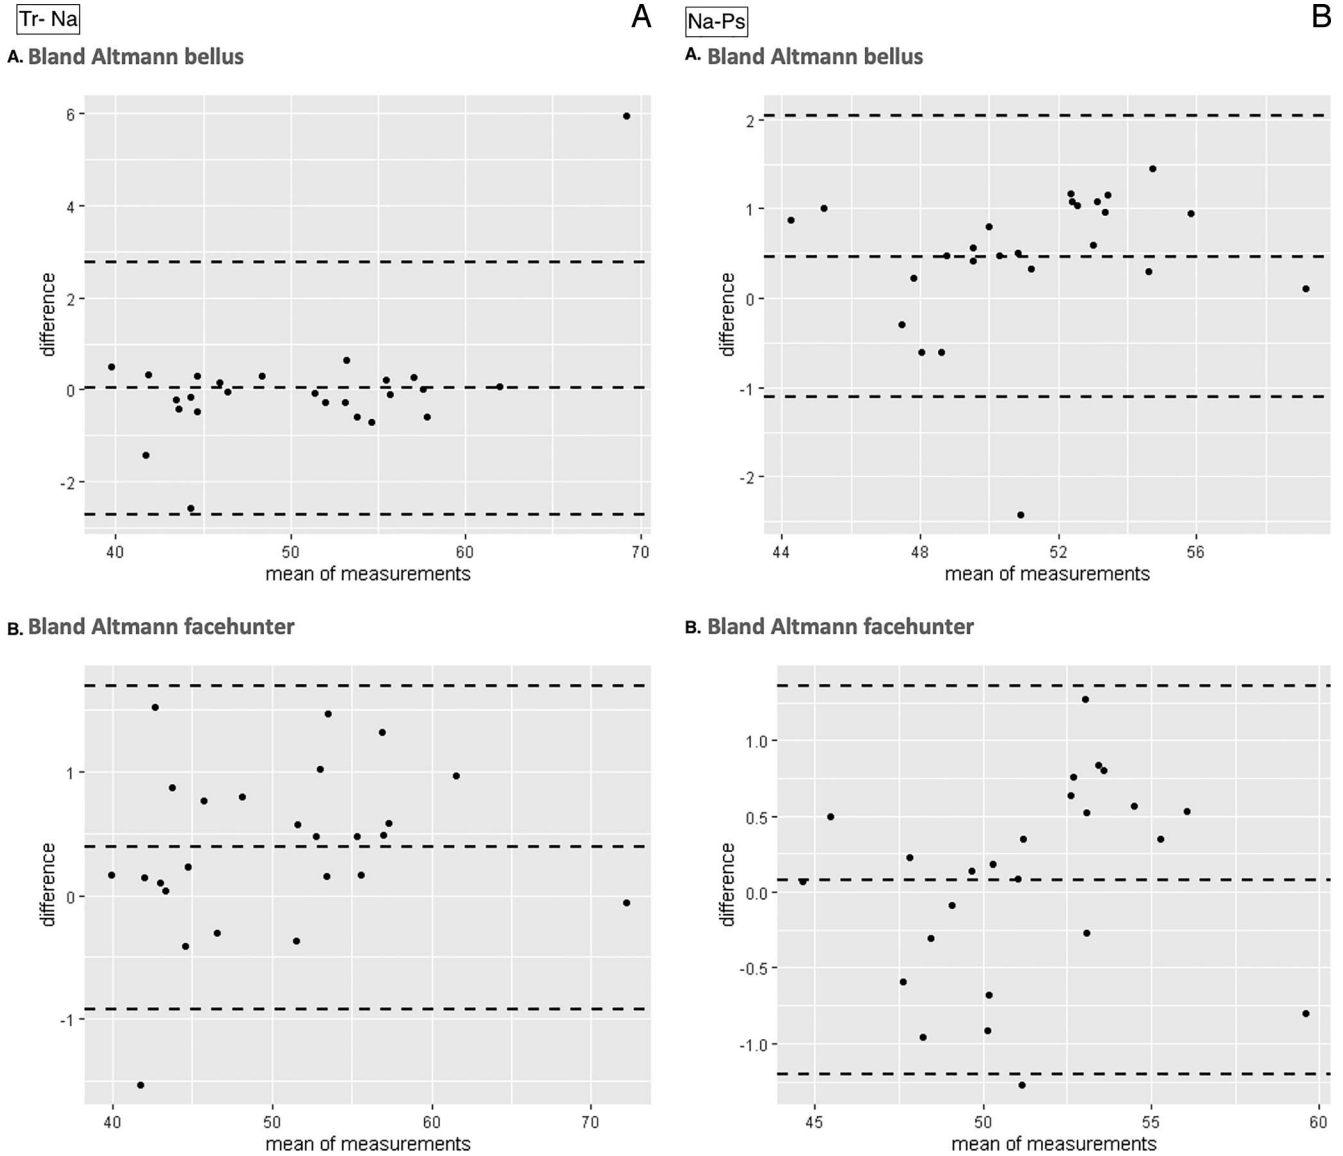 Tr- Na
A
A. Bland Altmann bellus
6
4
2
0
-2
difference
40 50 60 70
mean of measurements
B. Bland Altmann facehunter
1
0
-1
difference
40 50 60 70
mean of measurements
Na-Ps
B
A. Bland Altmann bellus
2
1
0
-1
-2
difference
44 48 52 56
mean of measurements
B. Bland Altmann facehunter
1.0
0.5
0.0
-0.5
-1.0
difference
45 50 55 60
mean of measurements